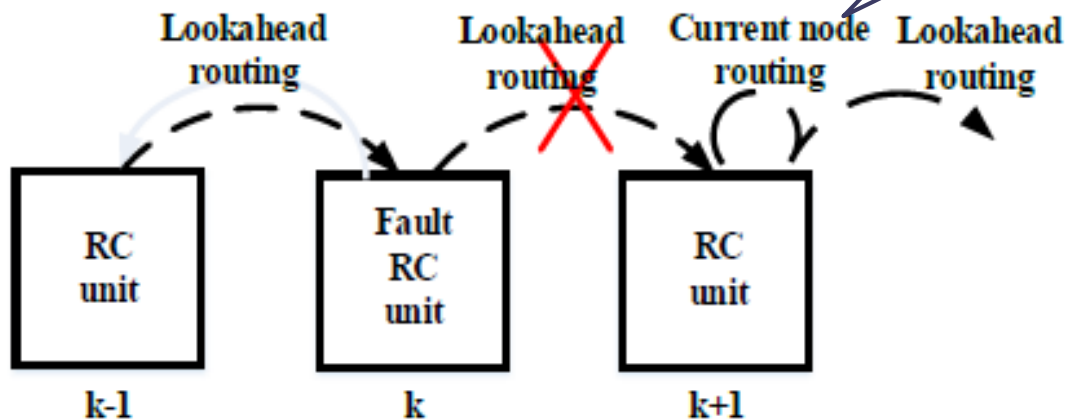 Lookahead
routing
Lookahead
routing
Current node
routing
Lookahead
routing
RC
unit
Fault
RC
unit
RC
unit
k-1
k
k+1